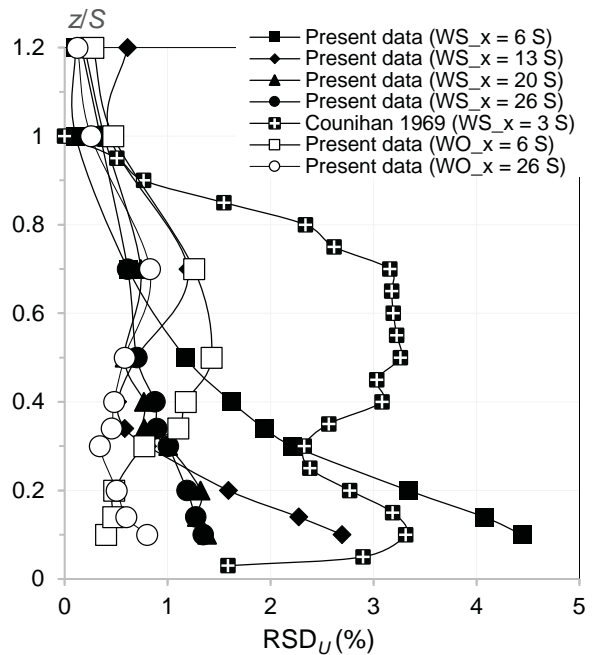 z/S
Present data (WS_x = 6 S)
Present data (WS_x = 13 S)
Present data (WS_x = 20 S)
Present data (WS_x = 26 S)
Counihan 1969 (WS_x = 3 S)
Present data (WO_x = 6 S)
Present data (WO_x = 26 S)
1.2
1
0.8
0.6
0.4
0.2
0
0 1 2 3 4 5
RSD_U (%)